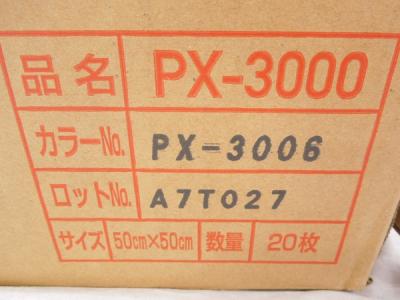 品名 PX-3000
カラーNo. PX-3006
ロットNo. A7T027
サイズ 50cm×50cm 数量 20枚